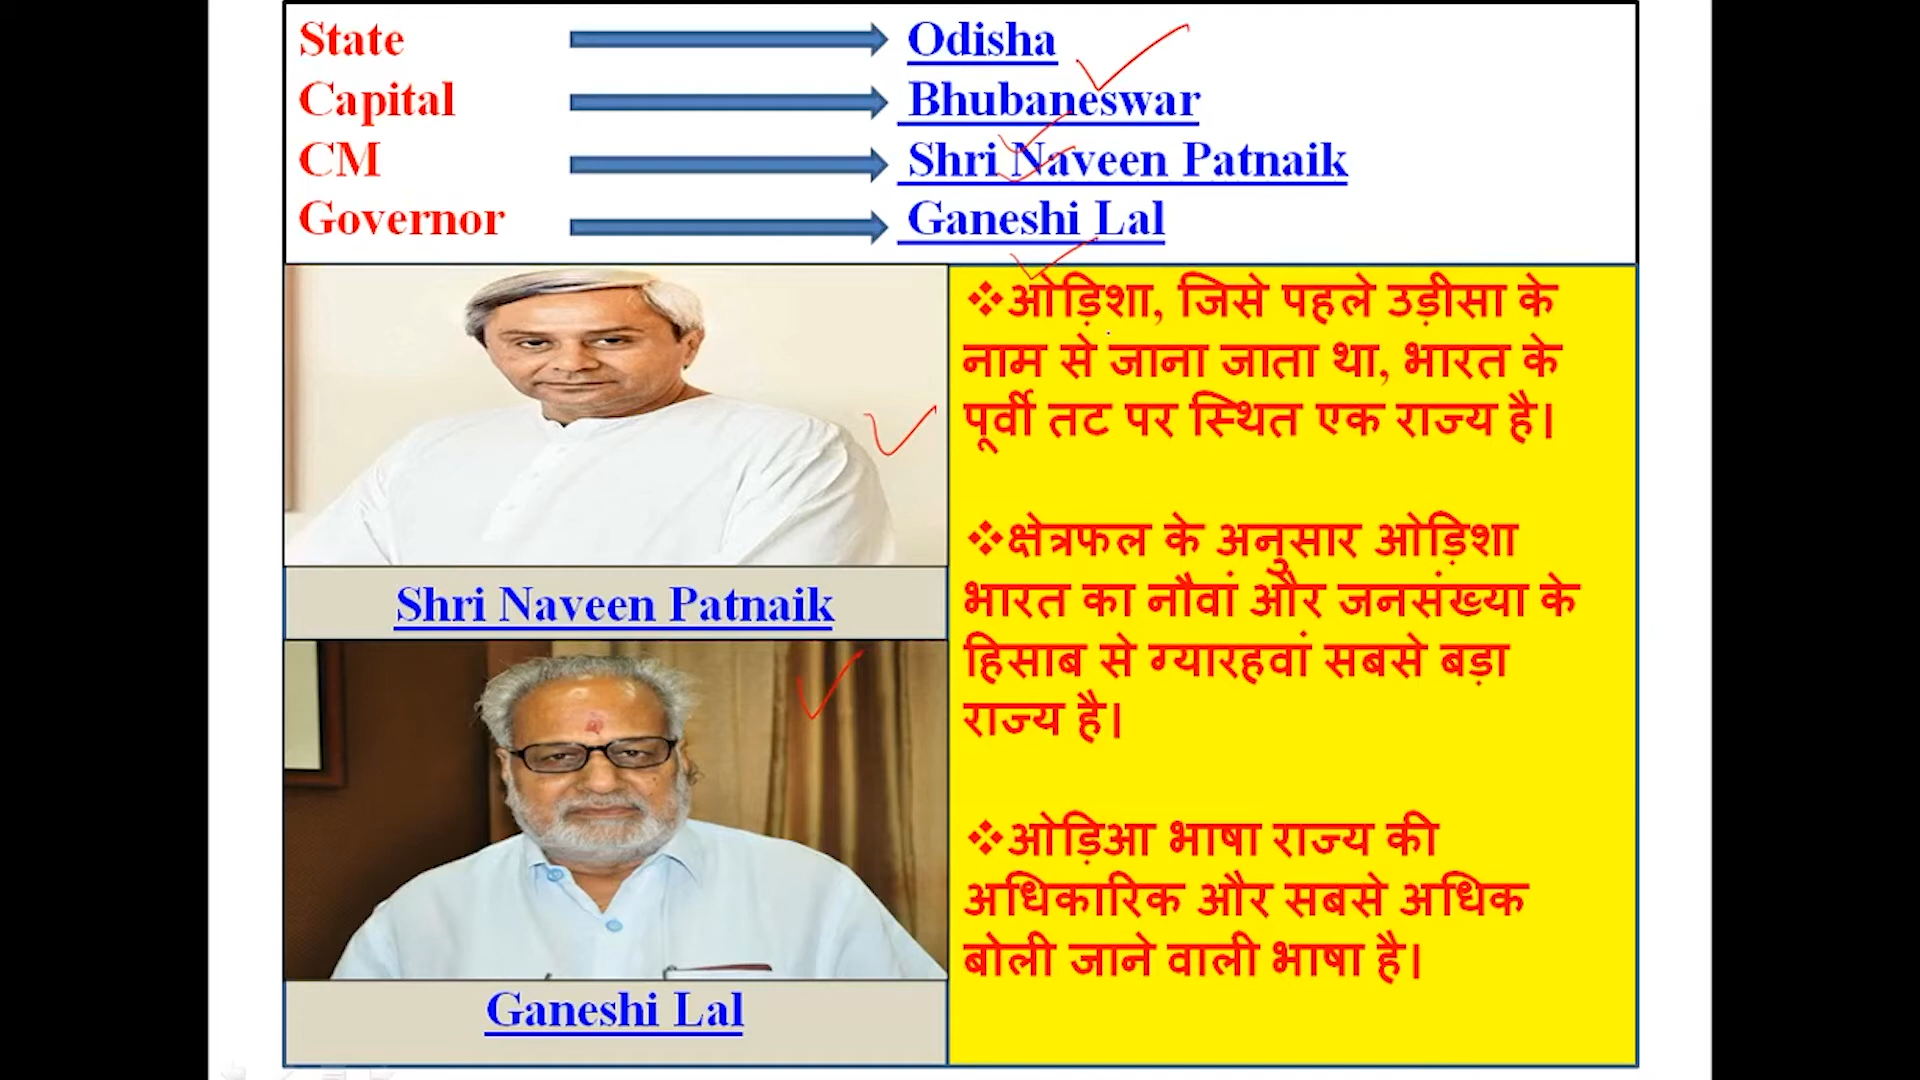 State Odisha
Capital Bhubaneswar
CM Shri Naveen Patnaik
Governor Ganeshi Lal
Shri Naveen Patnaik
Ganeshi Lal
❖ओड़िशा, जिसे पहले उड़ीसा के
नाम से जाना जाता था, भारत के
पूर्वी तट पर स्थित एक राज्य है।
❖क्षेत्रफल के अनुसार ओड़िशा
भारत का नौवां और जनसंख्या के
हिसाब से ग्यारहवां सबसे बड़ा
राज्य है।
❖ओड़िआ भाषा राज्य की
अधिकारिक और सबसे अधिक
बोली जाने वाली भाषा है।